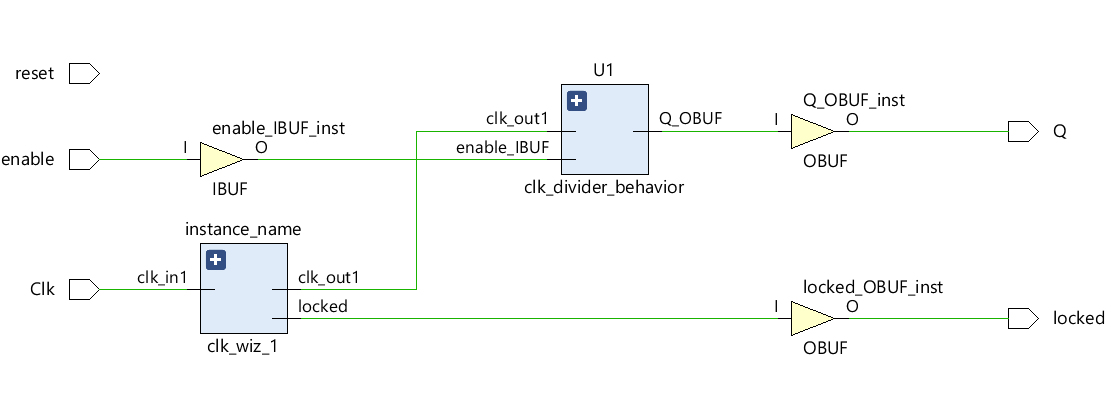 reset
U1
clk_out1
Q_OBUF
Q_OBUF_inst
I
O
Q
OBUF
enable_IBUF_inst
enable
I
O
enable_IBUF
IBUF
clk_divider_behavior
instance_name
Clk
clk_in1
clk_out1
locked
clk_wiz_1
locked_OBUF_inst
I
O
locked
OBUF